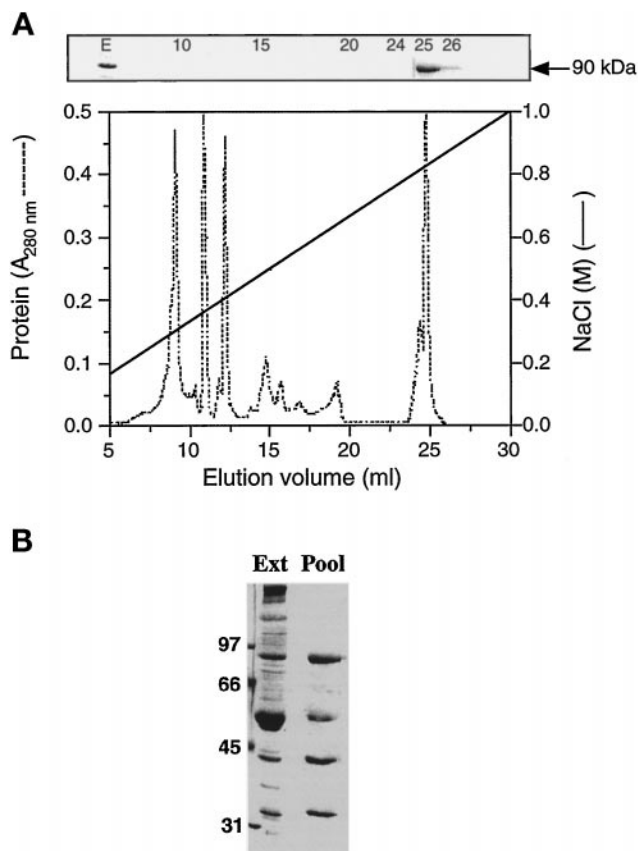 A
E 10 15 20 24 25 26
90 kDa
0.5
0.4
0.3
0.2
0.1
0.0
Protein (A280 nm ------)
1.0
0.8
0.6
0.4
0.2
0.0
NaCl (M) (——)
5 10 15 20 25 30
Elution volume (ml)
B
Ext Pool
97
66
45
31